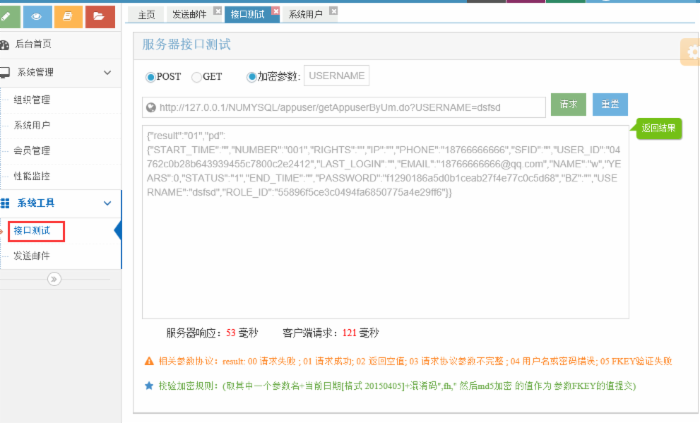 主页 发送邮件 接口测试 系统用户
后台首页
系统管理
组织管理
系统用户
会员管理
性能监控
系统工具
接口测试
发送邮件
服务器接口测试
POST GET 加密参数: USERNAME
http://127.0.0.1/NUMYSQL/appuser/getAppuserByUm.do?USERNAME=dsfsd 请求 重置
返回结果
{"result":"01","pd":
{"START_TIME":"","NUMBER":"001","RIGHTS":"","IP":"","PHONE":"18766666666","SFID":"","USER_ID":"04
762c0b28b643939455c7800c2e2412","LAST_LOGIN":"","EMAIL":"18766666666@qq.com","NAME":"w","YE
ARS":0,"STATUS":"1","END_TIME":"","PASSWORD":"f1290186a5d0b1ceab27f4e77c0c5d68","BZ":"","USE
RNAME":"dsfsd","ROLE_ID":"55896f5ce3c0494fa6850775a4e29ff6"}}
服务器响应：53 毫秒 客户端请求：121 毫秒
相关参数协议：result: 00 请求失败 ; 01 请求成功; 02 返回空值; 03 请求协议参数不完整 ; 04 用户名或密码错误; 05 FKEY验证失败
校验加密规则：(取其中一个参数名+当前日期[格式 20150405]+混淆码",fh," 然后md5加密 的值作为 参数FKEY的值提交)